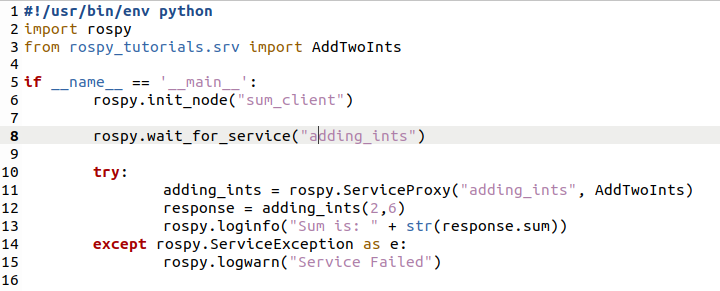 1 #!/usr/bin/env python
2 import rospy
3 from rospy_tutorials.srv import AddTwoInts
4
5 if __name__ == '__main__':
6         rospy.init_node("sum_client")
7
8         rospy.wait_for_service("adding_ints")
9
10         try:
11                 adding_ints = rospy.ServiceProxy("adding_ints", AddTwoInts)
12                 response = adding_ints(2,6)
13                 rospy.loginfo("Sum is: " + str(response.sum))
14         except rospy.ServiceException as e:
15                 rospy.logwarn("Service Failed")
16